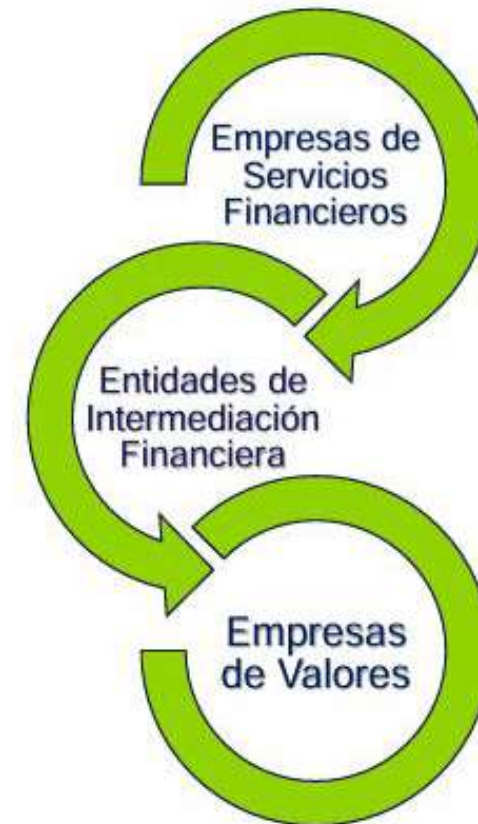 Empresas de
Servicios
Financieros
Entidades de
Intermediación
Financiera
Empresas
de Valores